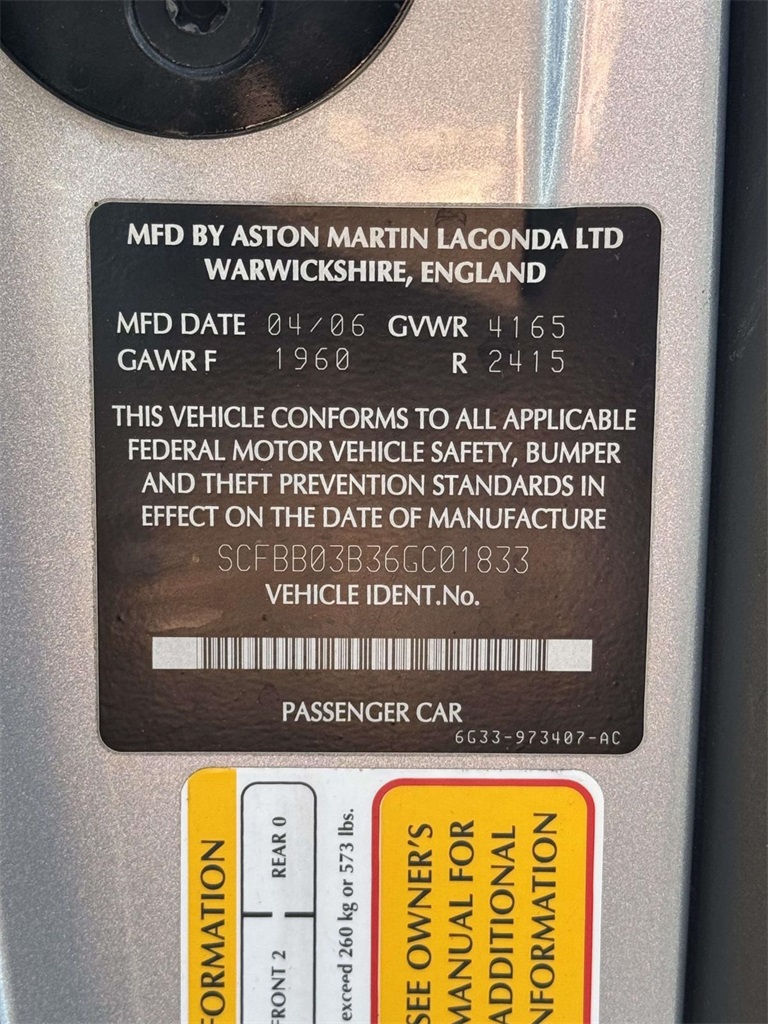 MFD BY ASTON MARTIN LAGONDA LTD
WARWICKSHIRE, ENGLAND
MFD DATE 04/06 GVWR 4165
GAWR F 1960 R 2415
THIS VEHICLE CONFORMS TO ALL APPLICABLE
FEDERAL MOTOR VEHICLE SAFETY, BUMPER
AND THEFT PREVENTION STANDARDS IN
EFFECT ON THE DATE OF MANUFACTURE
SCFBB03B36GC01833
VEHICLE IDENT.No.
PASSENGER CAR
6G33-973407-AC
ORMATION
FRONT 2 REAR 0
exceed 260 kg or 573 lbs.
SEE OWNER'S
MANUAL FOR
ADDITIONAL
INFORMATION